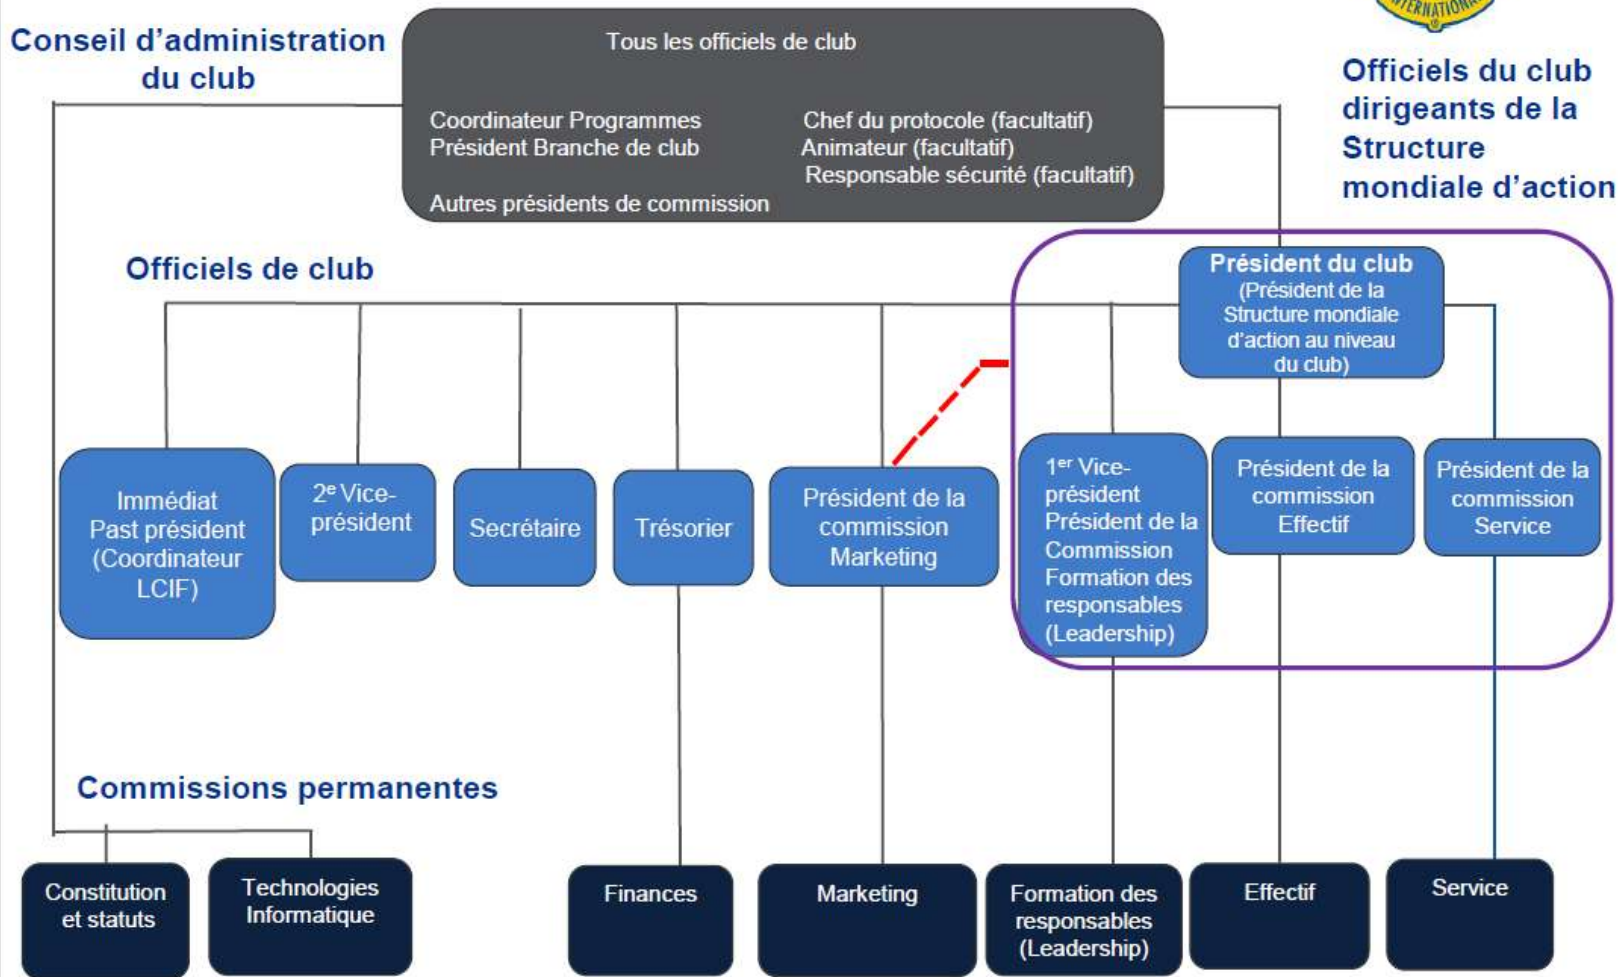 INTERNATIONAL
Conseil d’administration
du club
Tous les officiels de club
Coordinateur Programmes
Président Branche de club
Autres présidents de commission
Chef du protocole (facultatif)
Animateur (facultatif)
Responsable sécurité (facultatif)
Officiels du club
dirigeants de la
Structure
mondiale d’action
Officiels de club
Président du club
(Président de la
Structure mondiale
d’action au niveau
du club)
Immédiat
Past président
(Coordinateur
LCIF)
2e Vice-
président
Secrétaire
Trésorier
Président de la
commission
Marketing
1er Vice-
président
Président de la
Commission
Formation des
responsables
(Leadership)
Président de la
commission
Effectif
Président de la
commission
Service
Commissions permanentes
Constitution
et statuts
Technologies
Informatique
Finances
Marketing
Formation des
responsables
(Leadership)
Effectif
Service